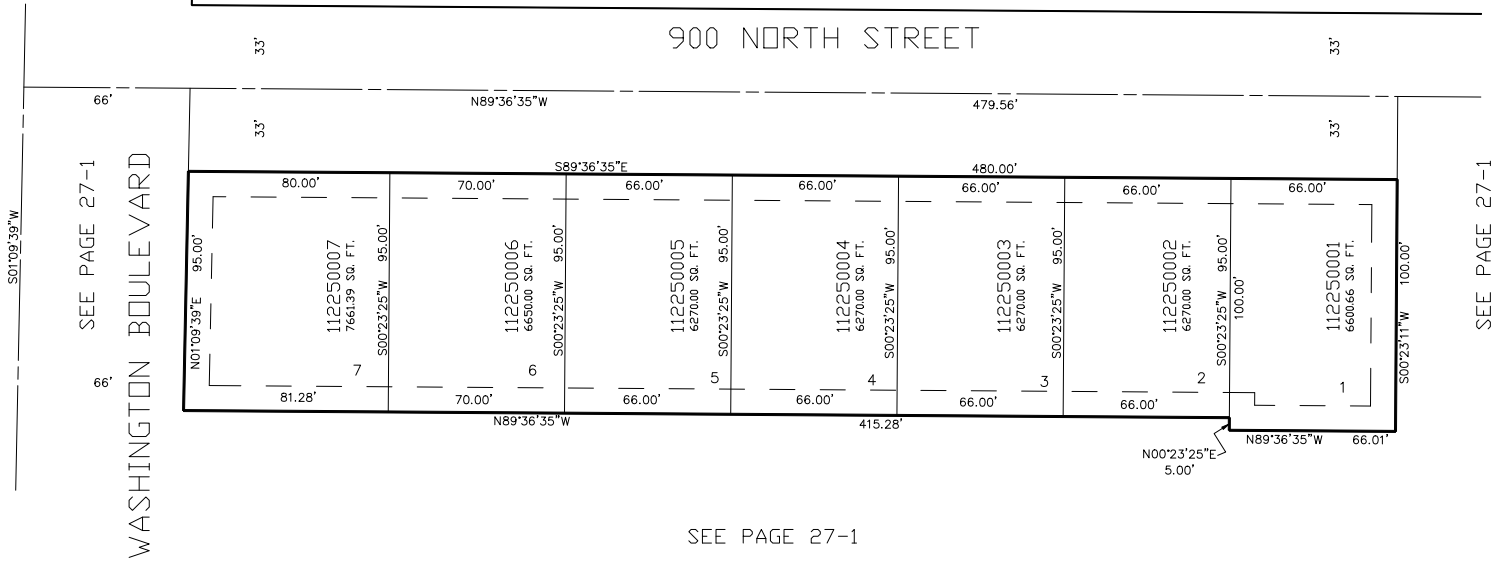 900 NORTH STREET
33'
33'
66'
N89°36'35"W
479.56'
33'
33'
S01°09'39"W
SEE PAGE 27-1
WASHINGTON BOULEVARD
66'
S89°36'35"E
480.00'
80.00'
70.00'
66.00'
66.00'
66.00'
66.00'
66.00'
N01°09'39"E 95.00'
112250007
7661.39 SQ. FT.
S00°23'25"W 95.00'
112250006
6650.00 SQ. FT.
S00°23'25"W 95.00'
112250005
6270.00 SQ. FT.
S00°23'25"W 95.00'
112250004
6270.00 SQ. FT.
S00°23'25"W 95.00'
112250003
6270.00 SQ. FT.
S00°23'25"W 95.00'
112250002
6270.00 SQ. FT.
S00°23'25"W 95.00'
100.00'
112250001
6600.66 SQ. FT.
S00°23'11"W 100.00'
SEE PAGE 27-1
7
6
5
4
3
2
1
81.28'
70.00'
66.00'
66.00'
66.00'
66.00'
N89°36'35"W
415.28'
N89°36'35"W 66.01'
N00°23'25"E
5.00'
SEE PAGE 27-1